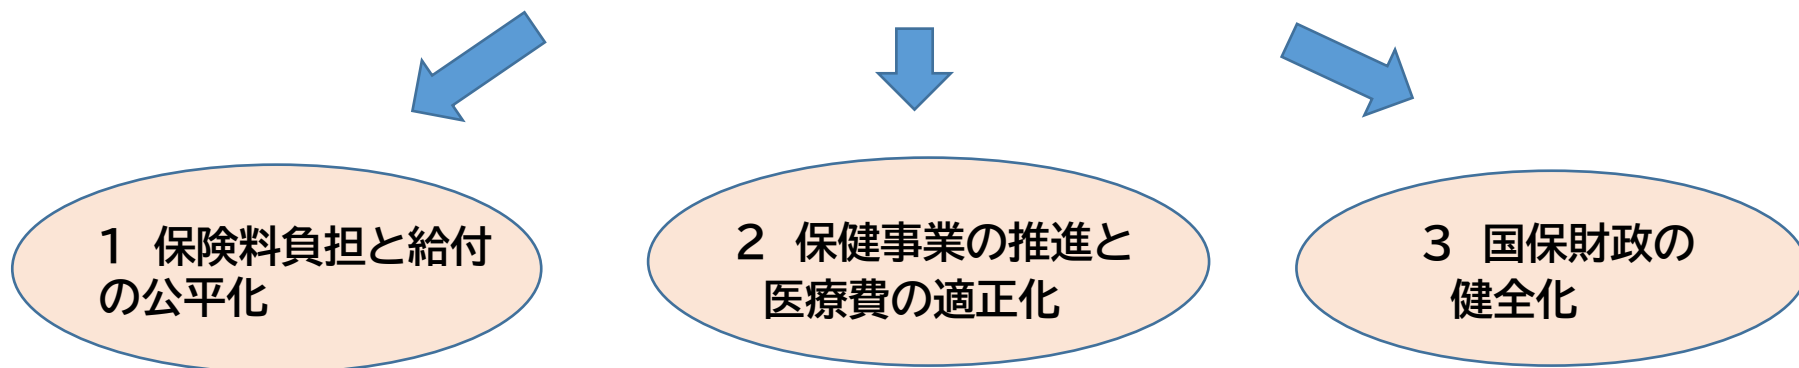 1 保険料負担と給付
の公平化
2 保健事業の推進と
医療費の適正化
3 国保財政の
健全化